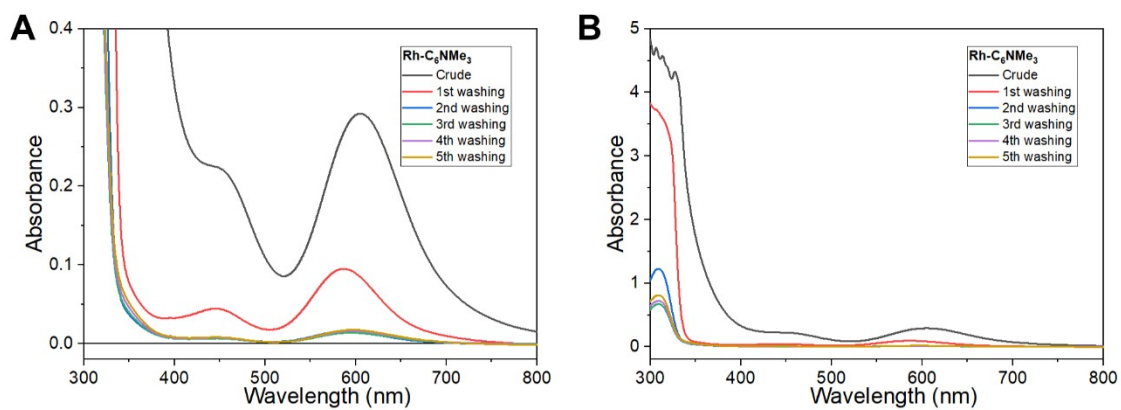 A
0.4
0.3
0.2
0.1
0.0
Absorbance
300 400 500 600 700 800
Wavelength (nm)
Rh-C₆NMe₃
Crude
1st washing
2nd washing
3rd washing
4th washing
5th washing
B
5
4
3
2
1
0
Absorbance
300 400 500 600 700 800
Wavelength (nm)
Rh-C₆NMe₃
Crude
1st washing
2nd washing
3rd washing
4th washing
5th washing